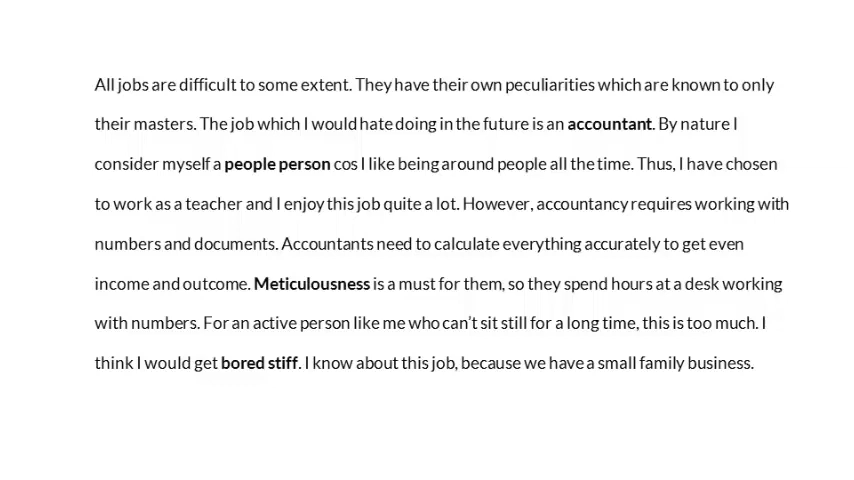 All jobs are difficult to some extent. They have their own peculiarities which are known to only
their masters. The job which I would hate doing in the future is an accountant. By nature I
consider myself a people person cos I like being around people all the time. Thus, I have chosen
to work as a teacher and I enjoy this job quite a lot. However, accountancy requires working with
numbers and documents. Accountants need to calculate everything accurately to get even
income and outcome. Meticulousness is a must for them, so they spend hours at a desk working
with numbers. For an active person like me who can't sit still for a long time, this is too much. I
think I would get bored stiff. I know about this job, because we have a small family business.